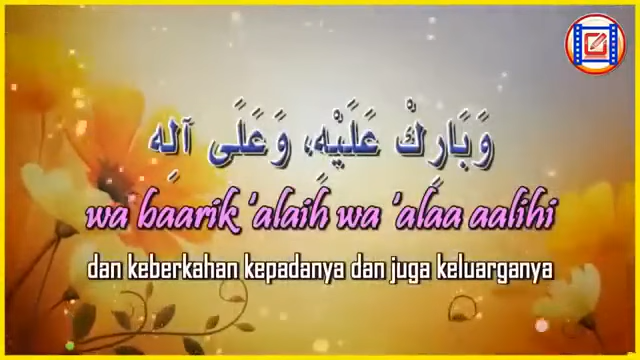 وَبَارِكْ عَلَيْهِ، وَعَلَى آلِهِ
wa baarik 'alaih wa 'alaa aalihi
dan keberkahan kepadanya dan juga keluarganya